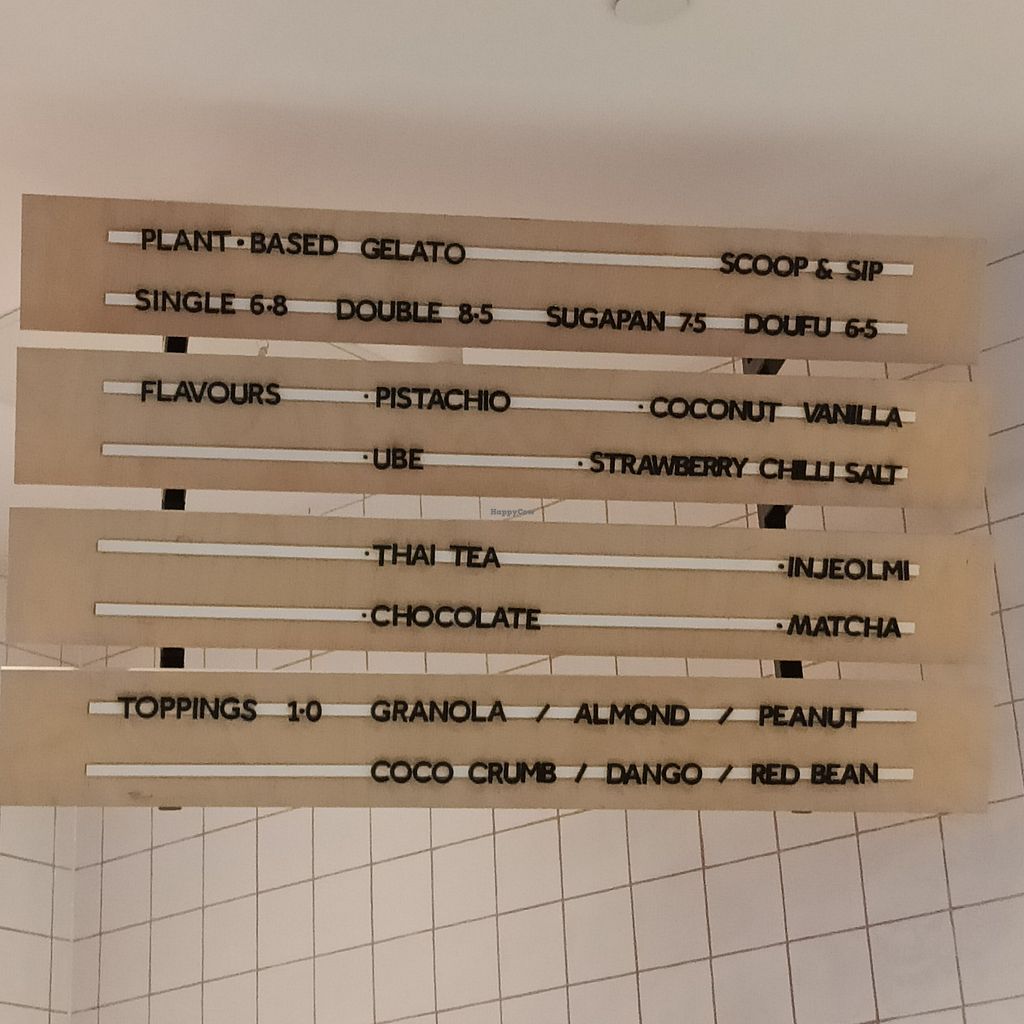 PLANT·BASED GELATO SCOOP & SIP
SINGLE 6·8 DOUBLE 8·5 SUGAPAN 7·5 DOUFU 6·5
FLAVOURS ·PISTACHIO ·COCONUT VANILLA
·UBE ·STRAWBERRY CHILLI SALT
HappyCow
·THAI TEA ·INJEOLMI
·CHOCOLATE ·MATCHA
TOPPINGS 1·0 GRANOLA / ALMOND / PEANUT
COCO CRUMB / DANGO / RED BEAN